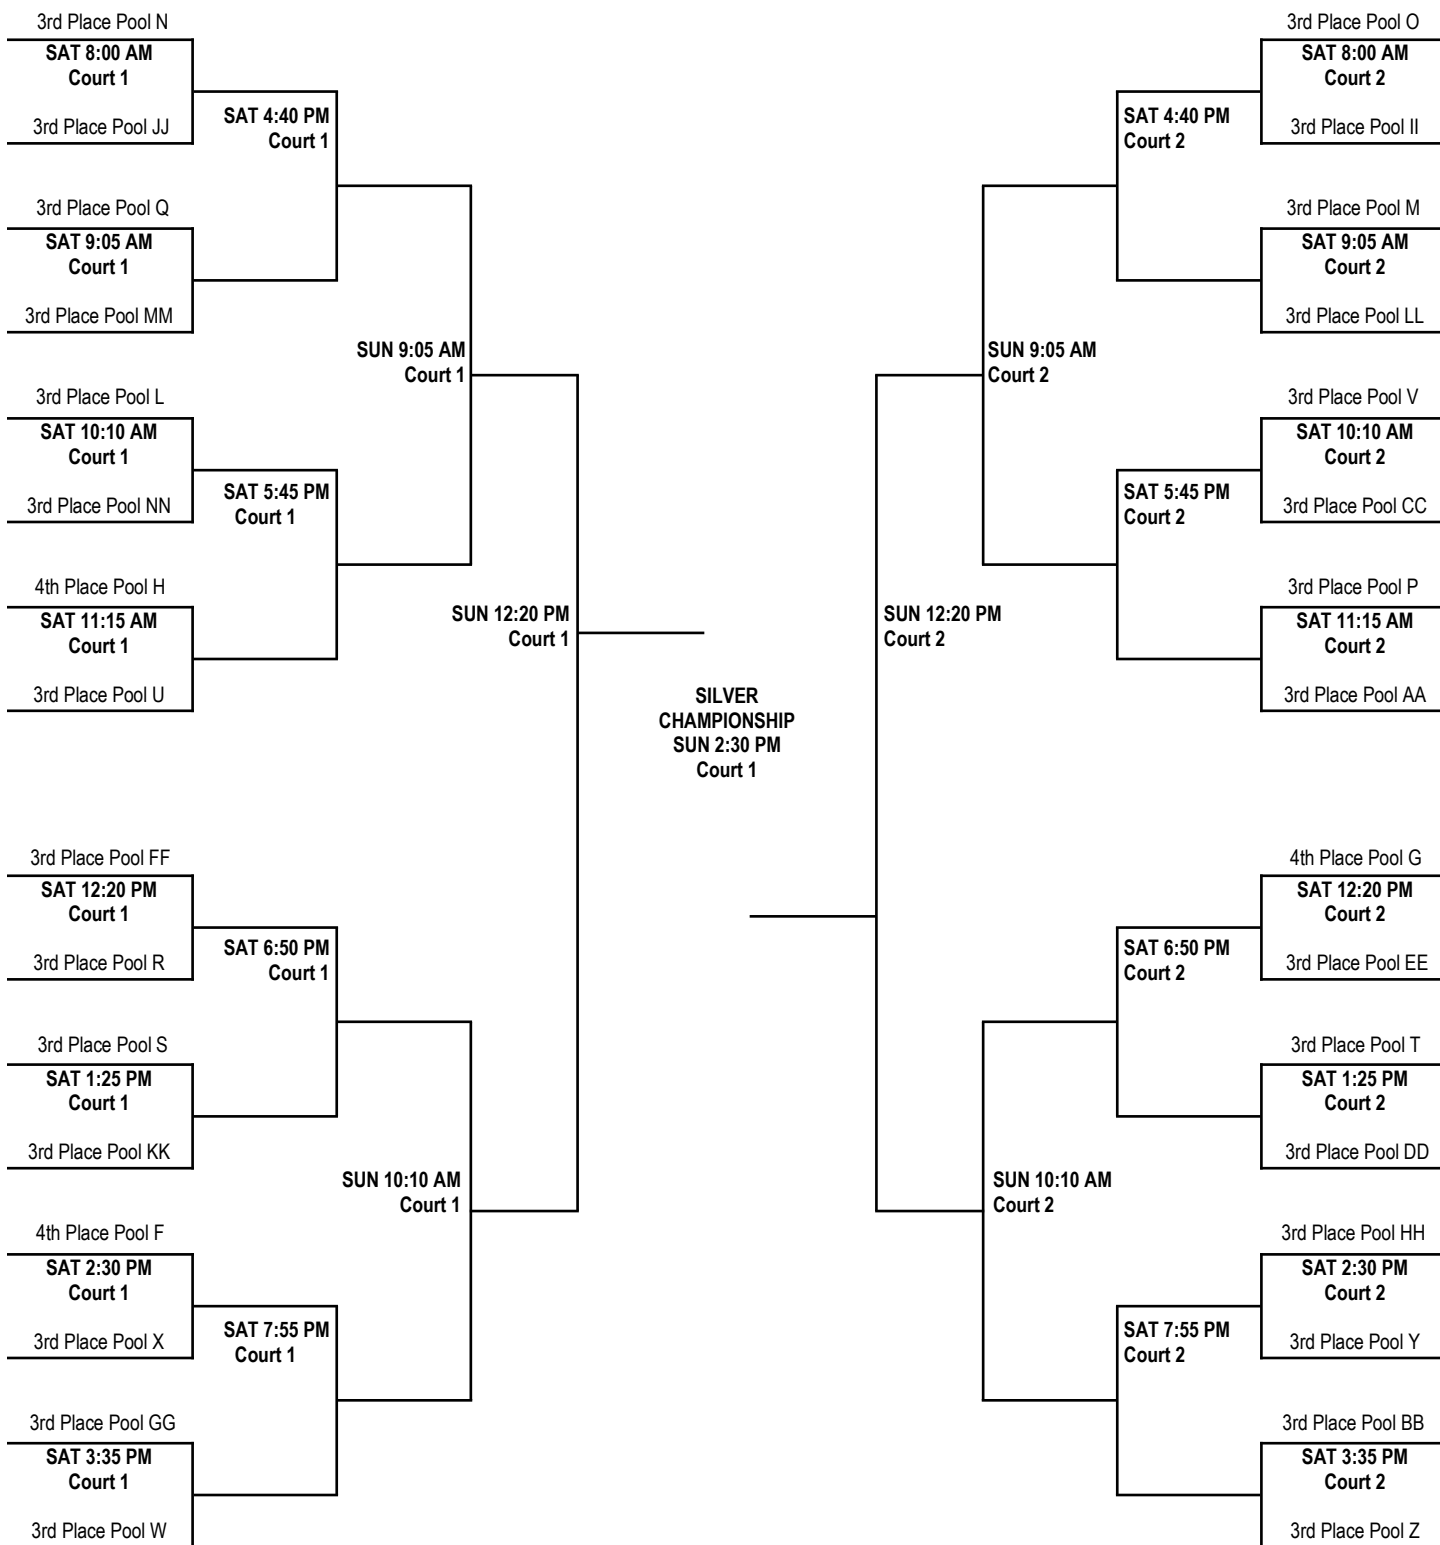 3rd Place Pool N
SAT 8:00 AM
Court 1
3rd Place Pool JJ
SAT 4:40 PM
Court 1
3rd Place Pool Q
SAT 9:05 AM
Court 1
3rd Place Pool MM
SUN 9:05 AM
Court 1
3rd Place Pool L
SAT 10:10 AM
Court 1
3rd Place Pool NN
SAT 5:45 PM
Court 1
4th Place Pool H
SAT 11:15 AM
Court 1
3rd Place Pool U
SUN 12:20 PM
Court 1
3rd Place Pool FF
SAT 12:20 PM
Court 1
3rd Place Pool R
SAT 6:50 PM
Court 1
3rd Place Pool S
SAT 1:25 PM
Court 1
3rd Place Pool KK
SUN 10:10 AM
Court 1
4th Place Pool F
SAT 2:30 PM
Court 1
3rd Place Pool X
SAT 7:55 PM
Court 1
3rd Place Pool GG
SAT 3:35 PM
Court 1
3rd Place Pool W
SILVER
CHAMPIONSHIP
SUN 2:30 PM
Court 1
3rd Place Pool O
SAT 8:00 AM
Court 2
3rd Place Pool II
SAT 4:40 PM
Court 2
3rd Place Pool M
SAT 9:05 AM
Court 2
3rd Place Pool LL
SUN 9:05 AM
Court 2
3rd Place Pool V
SAT 10:10 AM
Court 2
3rd Place Pool CC
SAT 5:45 PM
Court 2
3rd Place Pool P
SAT 11:15 AM
Court 2
3rd Place Pool AA
SUN 12:20 PM
Court 2
4th Place Pool G
SAT 12:20 PM
Court 2
3rd Place Pool EE
SAT 6:50 PM
Court 2
3rd Place Pool T
SAT 1:25 PM
Court 2
3rd Place Pool DD
SUN 10:10 AM
Court 2
3rd Place Pool HH
SAT 2:30 PM
Court 2
3rd Place Pool Y
SAT 7:55 PM
Court 2
3rd Place Pool BB
SAT 3:35 PM
Court 2
3rd Place Pool Z